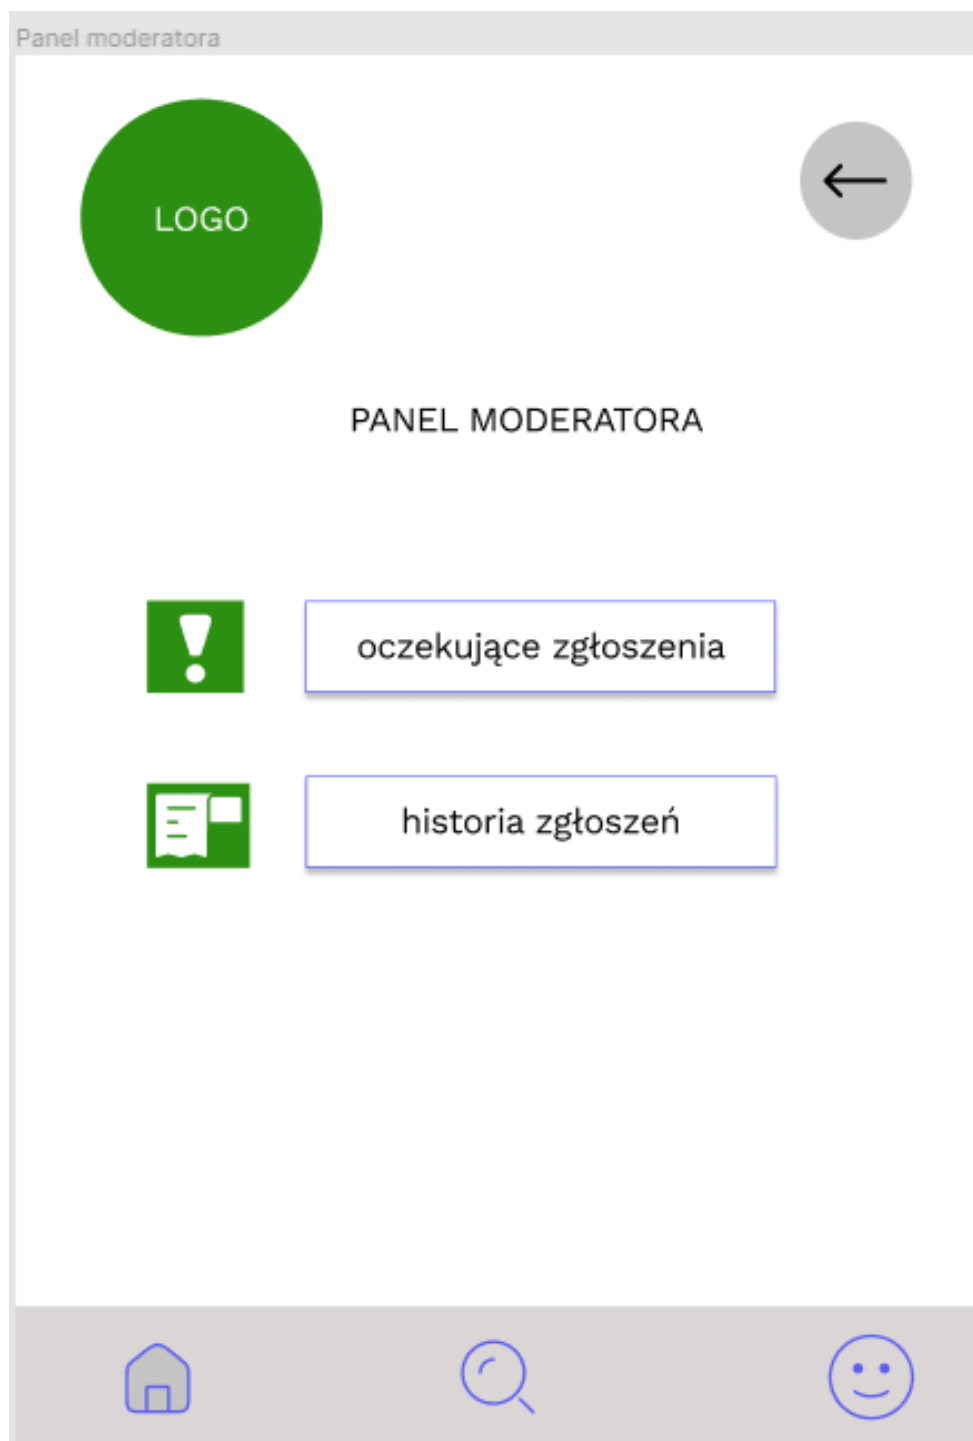 Panel moderatora
LOGO
PANEL MODERATORA
oczekujące zgłoszenia
historia zgłoszeń